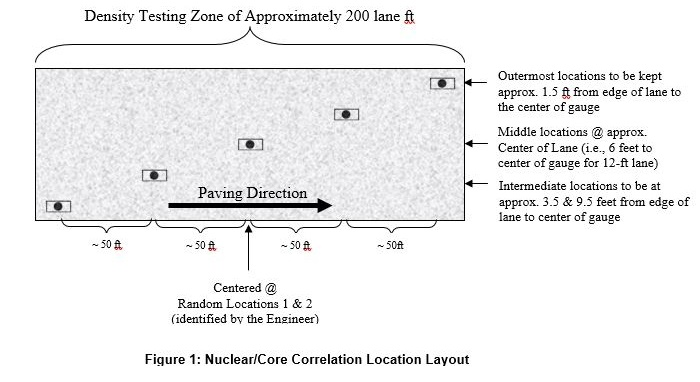 Density Testing Zone of Approximately 200 lane ft
Outermost locations to be kept
approx. 1.5 ft from edge of lane to
the center of gauge
Middle locations @ approx.
Center of Lane (i.e., 6 feet to
center of gauge for 12-ft lane)
Intermediate locations to be at
approx. 3.5 & 9.5 feet from edge of
lane to center of gauge
Paving Direction
~ 50 ft
~ 50 ft
~ 50 ft
~ 50ft
Centered @
Random Locations 1 & 2
(identified by the Engineer)
Figure 1: Nuclear/Core Correlation Location Layout